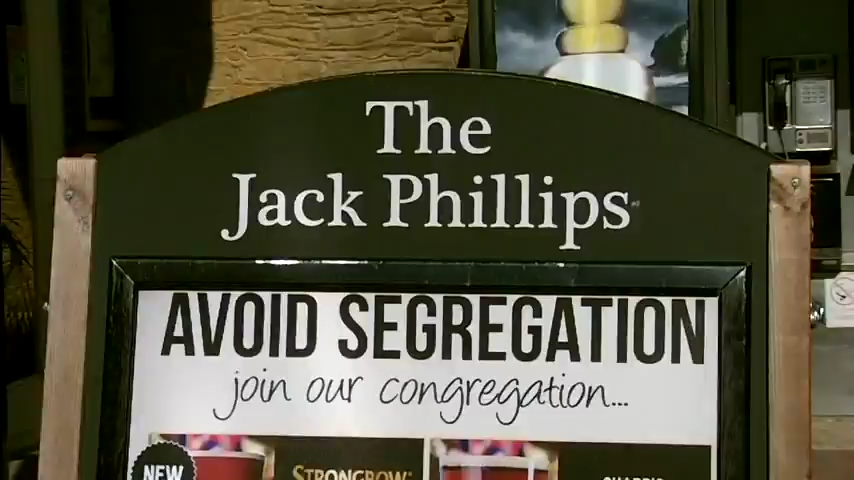 The
Jack Phillips
AVOID SEGREGATION
join our congregation...
NEW
STRONGBOW